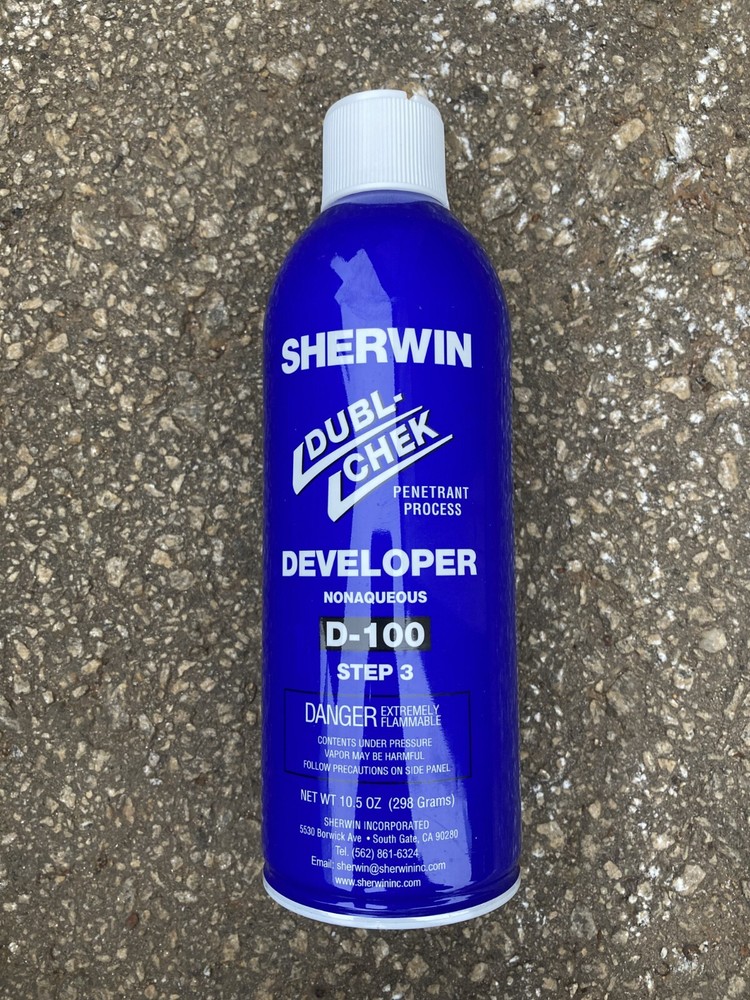 SHERWIN
DUBL-
CHEK
PENETRANT
PROCESS
DEVELOPER
NONAQUEOUS
D-100
STEP 3
DANGER EXTREMELY
FLAMMABLE
CONTENTS UNDER PRESSURE
VAPOR MAY BE HARMFUL
FOLLOW PRECAUTIONS ON SIDE PANEL
NET WT 10.5 OZ (298 Grams)
SHERWIN INCORPORATED
5530 Borwick Ave • South Gate, CA 90280
Tel. (562) 861-6324
Email: sherwin@sherwininc.com
www.sherwininc.com